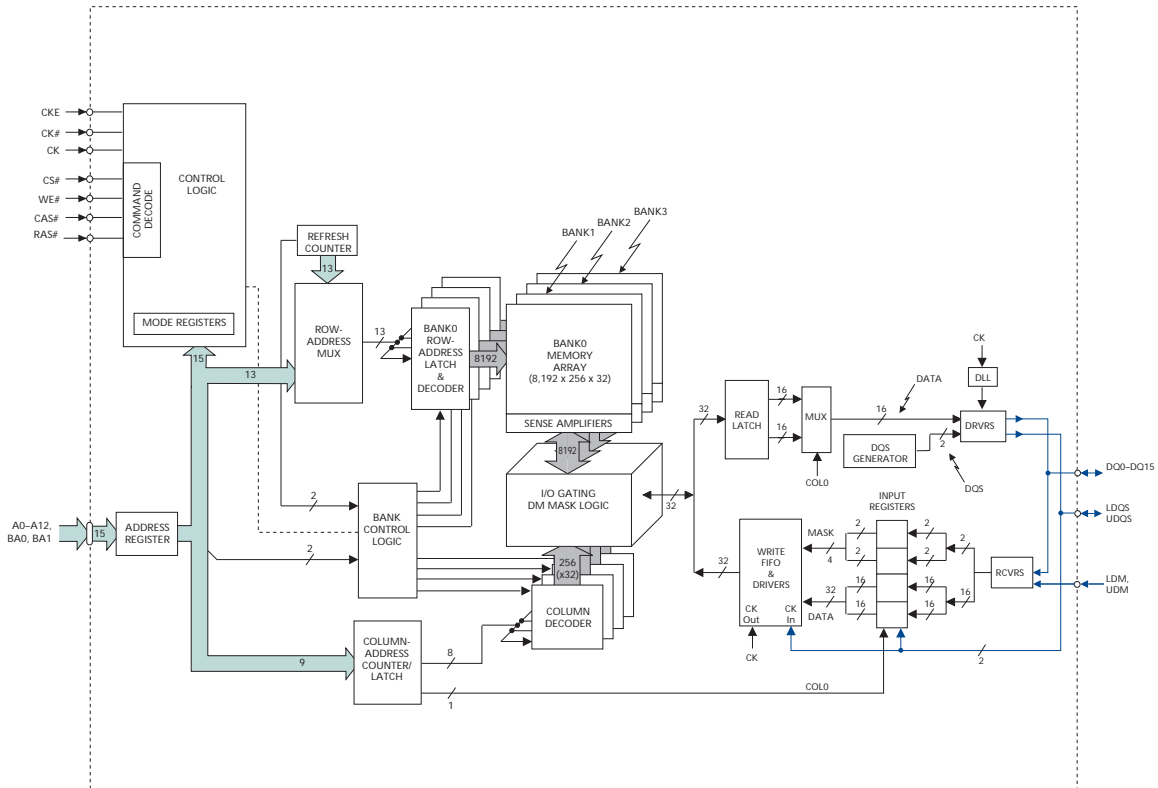 CKE
CK#
CK
CS#
WE#
CAS#
RAS#
COMMAND
DECODE
CONTROL
LOGIC
MODE REGISTERS
15
13
REFRESH
COUNTER
13
ROW-
ADDRESS
MUX
13
BANK0
ROW-
ADDRESS
LATCH
&
DECODER
8192
BANK1
BANK2
BANK3
BANK0
MEMORY
ARRAY
(8,192 x 256 x 32)
SENSE AMPLIFIERS
8192
I/O GATING
DM MASK LOGIC
32
A0–A12,
BA0, BA1
15
ADDRESS
REGISTER
2
2
BANK
CONTROL
LOGIC
256
(x32)
COLUMN
DECODER
9
COLUMN-
ADDRESS
COUNTER/
LATCH
8
1
COL0
32
READ
LATCH
16
16
MUX
COL0
16
DATA
CK
DLL
DRVRS
DQS
GENERATOR
2
DQS
DQ0–DQ15
LDQS
UDQS
LDM,
UDM
32
WRITE
FIFO
&
DRIVERS
CK
Out
CK
In
CK
MASK
4
32
DATA
INPUT
REGISTERS
2
2
16
16
2
2
16
16
2
16
RCVRS
2